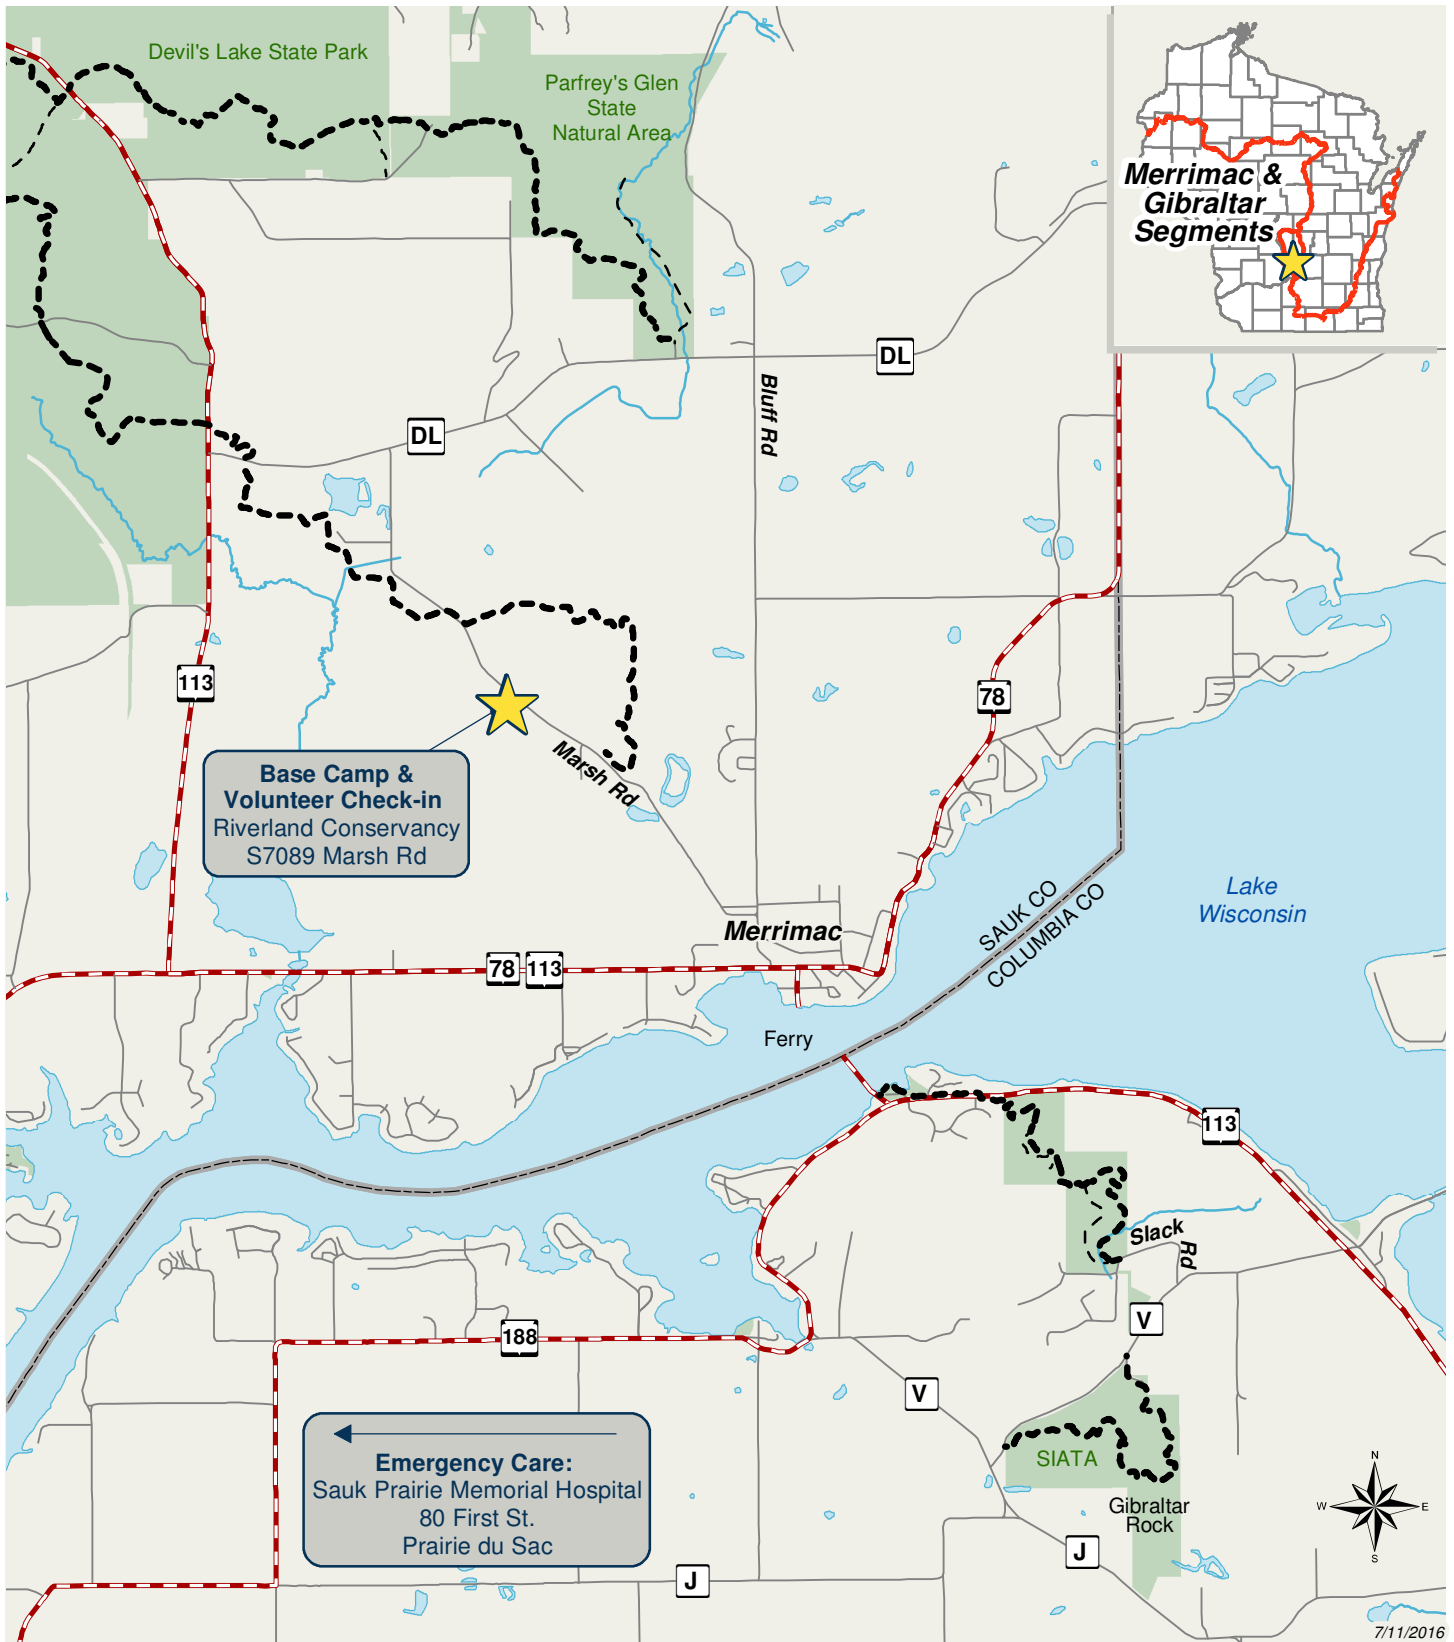 Devil's Lake State Park
Parfrey's Glen
State
Natural Area
Merrimac &
Gibraltar
Segments
DL
Bluff Rd
DL
113
78
Marsh Rd
Base Camp &
Volunteer Check-in
Riverland Conservancy
S7089 Marsh Rd
Lake
Wisconsin
SAUK CO
COLUMBIA CO
Merrimac
78
113
Ferry
113
Slack
Rd
V
188
V
Emergency Care:
Sauk Prairie Memorial Hospital
80 First St.
Prairie du Sac
SIATA
Gibraltar
Rock
N
W
E
S
J
J
7/11/2016